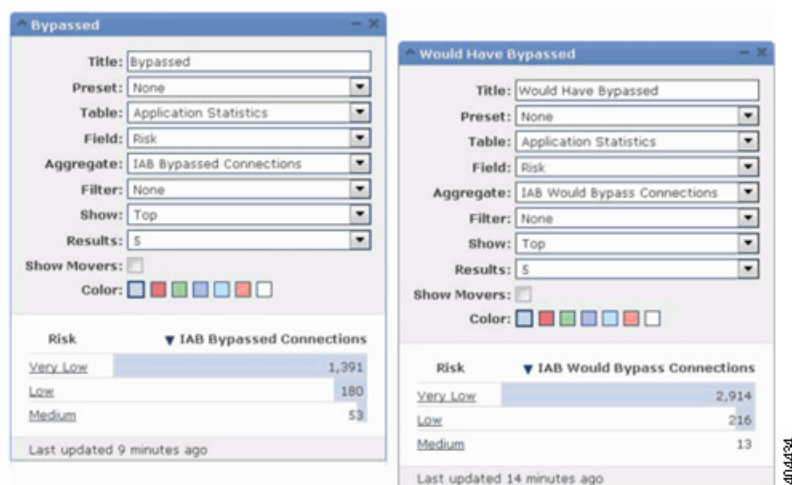 Bypassed
Title: Bypassed
Preset: None
Table: Application Statistics
Field: Risk
Aggregate: IAB Bypassed Connections
Filter: None
Show: Top
Results: 5
Show Movers:
Color:
Risk IAB Bypassed Connections
Very Low 1,391
Low 180
Medium 53
Last updated 9 minutes ago
Would Have Bypassed
Title: Would Have Bypassed
Preset: None
Table: Application Statistics
Field: Risk
Aggregate: IAB Would Bypass Connections
Filter: None
Show: Top
Results: 5
Show Movers:
Color:
Risk IAB Would Bypass Connections
Very Low 2,914
Low 216
Medium 13
Last updated 14 minutes ago
404434